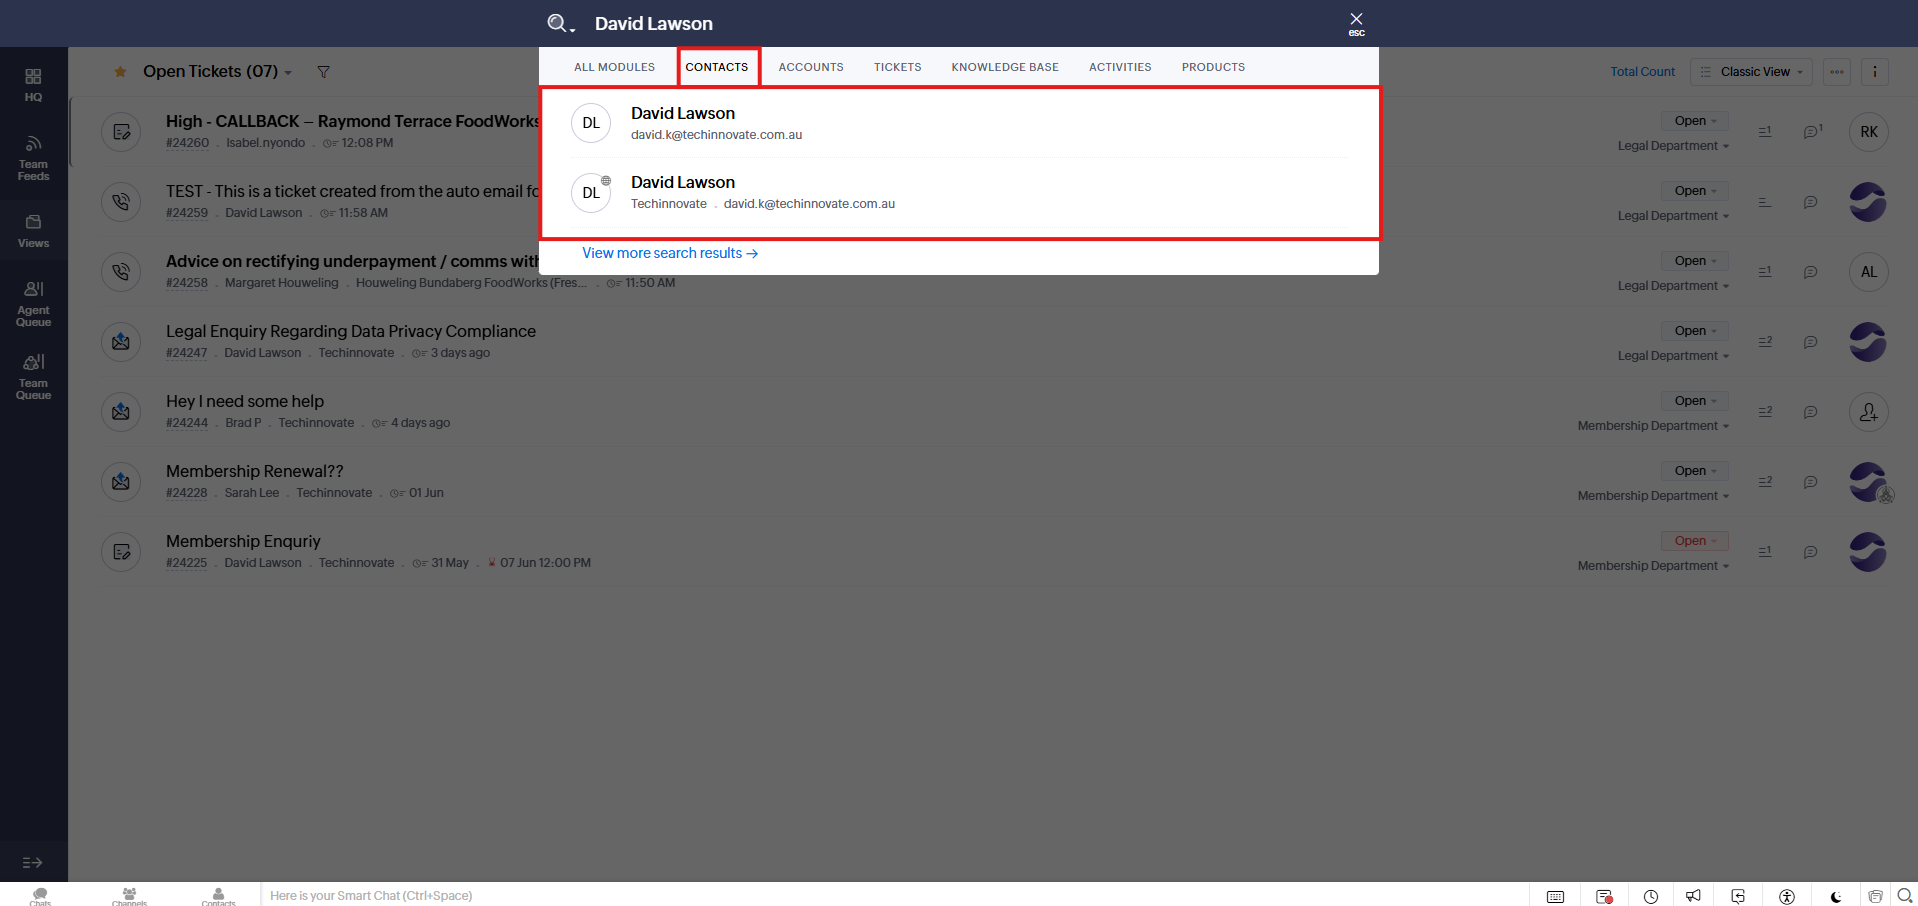 David Lawson
esc
ALL MODULES CONTACTS ACCOUNTS TICKETS KNOWLEDGE BASE ACTIVITIES PRODUCTS
DL
David Lawson
david.k@techinnovate.com.au
DL
David Lawson
Techinnovate . david.k@techinnovate.com.au
View more search results →
HQ
Team
Feeds
Views
Agent
Queue
Team
Queue
Open Tickets (07)
Total Count
Classic View
High - CALLBACK – Raymond Terrace FoodWorks
#24260 . Isabel.nyondo . 12:08 PM
Open
Legal Department
1
1
RK
TEST - This is a ticket created from the auto email fo
#24259 . David Lawson . 11:58 AM
Open
Legal Department
Advice on rectifying underpayment / comms with
#24258 . Margaret Houweling . Houweling Bundaberg FoodWorks (Fres... . 11:50 AM
Open
Legal Department
1
AL
Legal Enquiry Regarding Data Privacy Compliance
#24247 . David Lawson . Techinnovate . 3 days ago
Open
Legal Department
2
Hey I need some help
#24244 . Brad P . Techinnovate . 4 days ago
Open
Membership Department
2
Membership Renewal??
#24228 . Sarah Lee . Techinnovate . 01 Jun
Open
Membership Department
2
Membership Enquriy
#24225 . David Lawson . Techinnovate . 31 May . 07 Jun 12:00 PM
Open
Membership Department
1
Chats
Channels
Contacts
Here is your Smart Chat (Ctrl+Space)